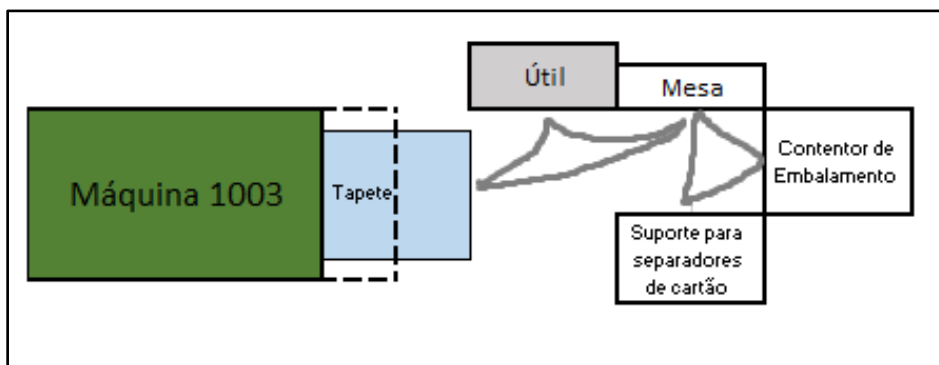 Útil
Mesa
Máquina 1003
Tapete
Contentor de
Embalamento
Suporte para
separadores
de cartão